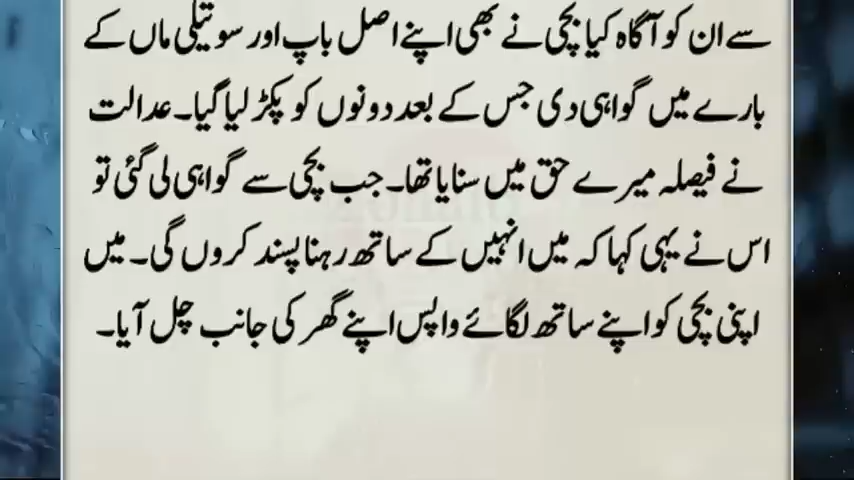 سے ان کو آگاہ کیا بچی نے بھی اپنے اصل باپ اور سوتیلی ماں کے
بارے میں گواہی دی جس کے بعد دونوں کو پکڑ لیا گیا۔ عدالت
نے فیصلہ میرے حق میں سنایا تھا۔ جب بچی سے گواہی لی گئی تو
اس نے یہی کہا کہ میں انہیں کے ساتھ رہنا پسند کروں گی۔ میں
اپنی بچی کو اپنے ساتھ لگائے واپس اپنے گھر کی جانب چل آیا۔